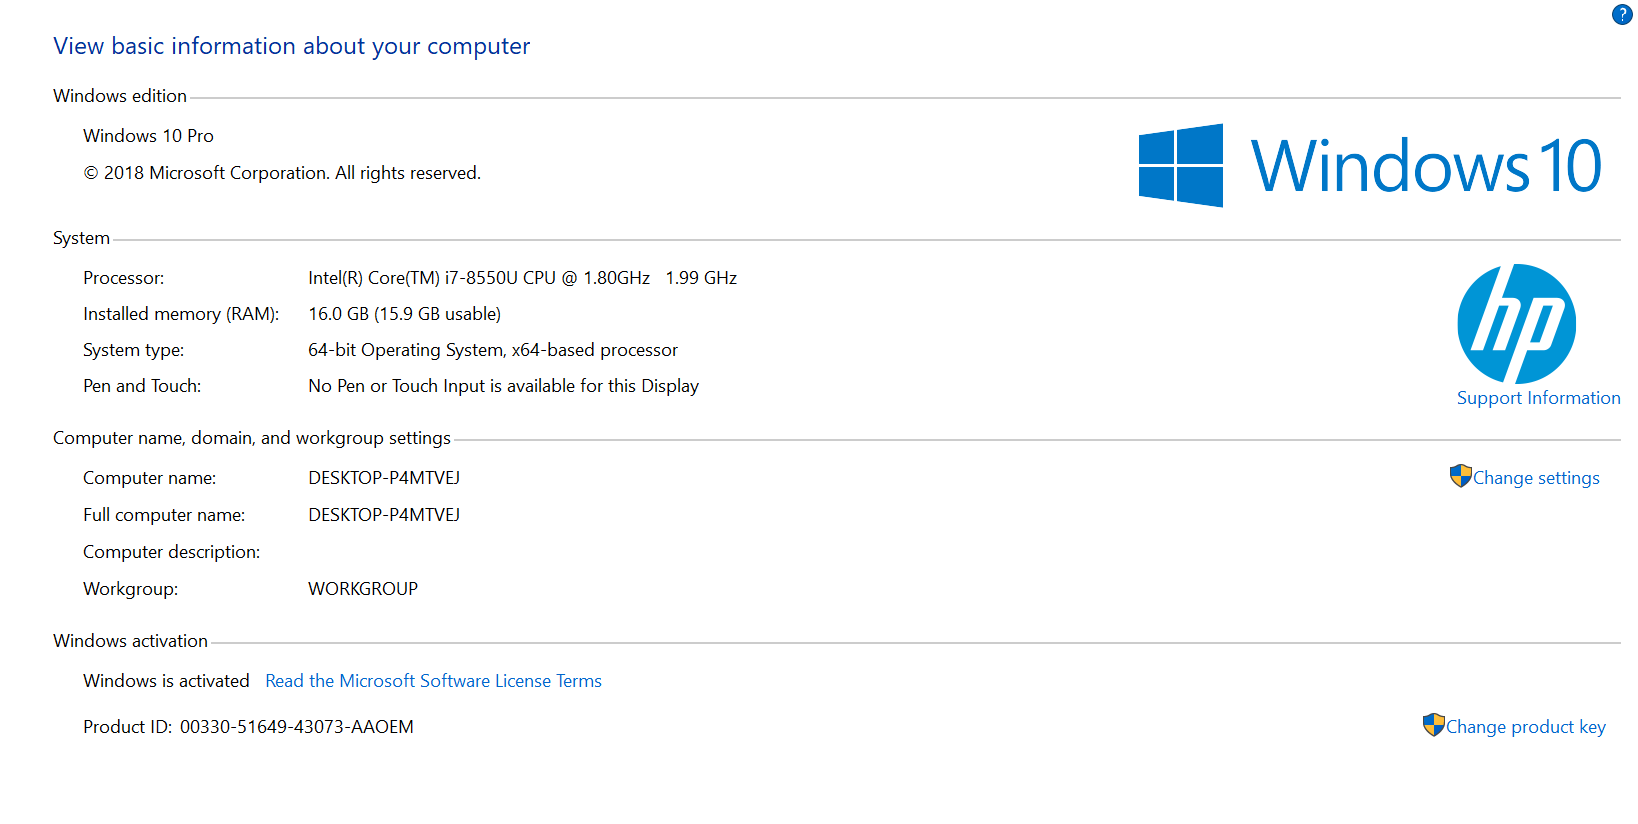 ?
View basic information about your computer
Windows edition
Windows 10 Pro
© 2018 Microsoft Corporation. All rights reserved.
Windows 10
System
Processor: Intel(R) Core(TM) i7-8550U CPU @ 1.80GHz 1.99 GHz
Installed memory (RAM): 16.0 GB (15.9 GB usable)
System type: 64-bit Operating System, x64-based processor
Pen and Touch: No Pen or Touch Input is available for this Display
hp
Support Information
Computer name, domain, and workgroup settings
Computer name: DESKTOP-P4MTVEJ Change settings
Full computer name: DESKTOP-P4MTVEJ
Computer description:
Workgroup: WORKGROUP
Windows activation
Windows is activated Read the Microsoft Software License Terms
Product ID: 00330-51649-43073-AAOEM Change product key